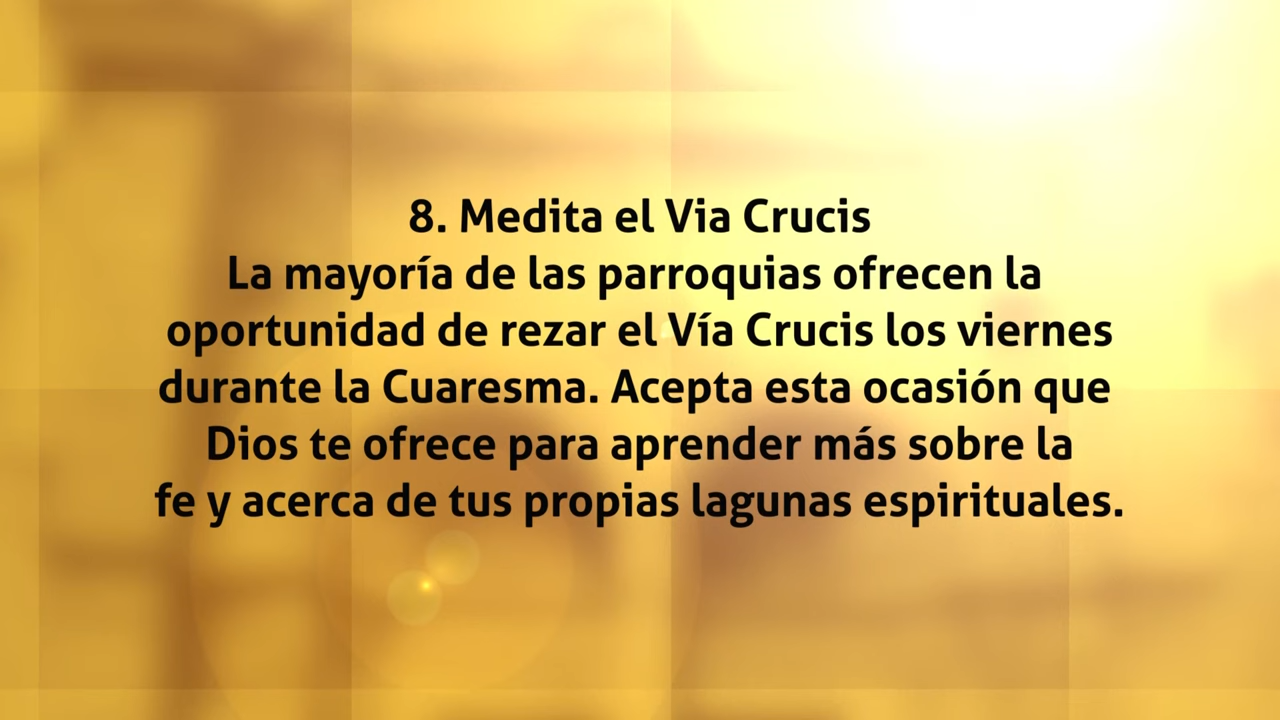 8. Medita el Via Crucis
La mayoría de las parroquias ofrecen la
oportunidad de rezar el Vía Crucis los viernes
durante la Cuaresma. Acepta esta ocasión que
Dios te ofrece para aprender más sobre la
fe y acerca de tus propias lagunas espirituales.